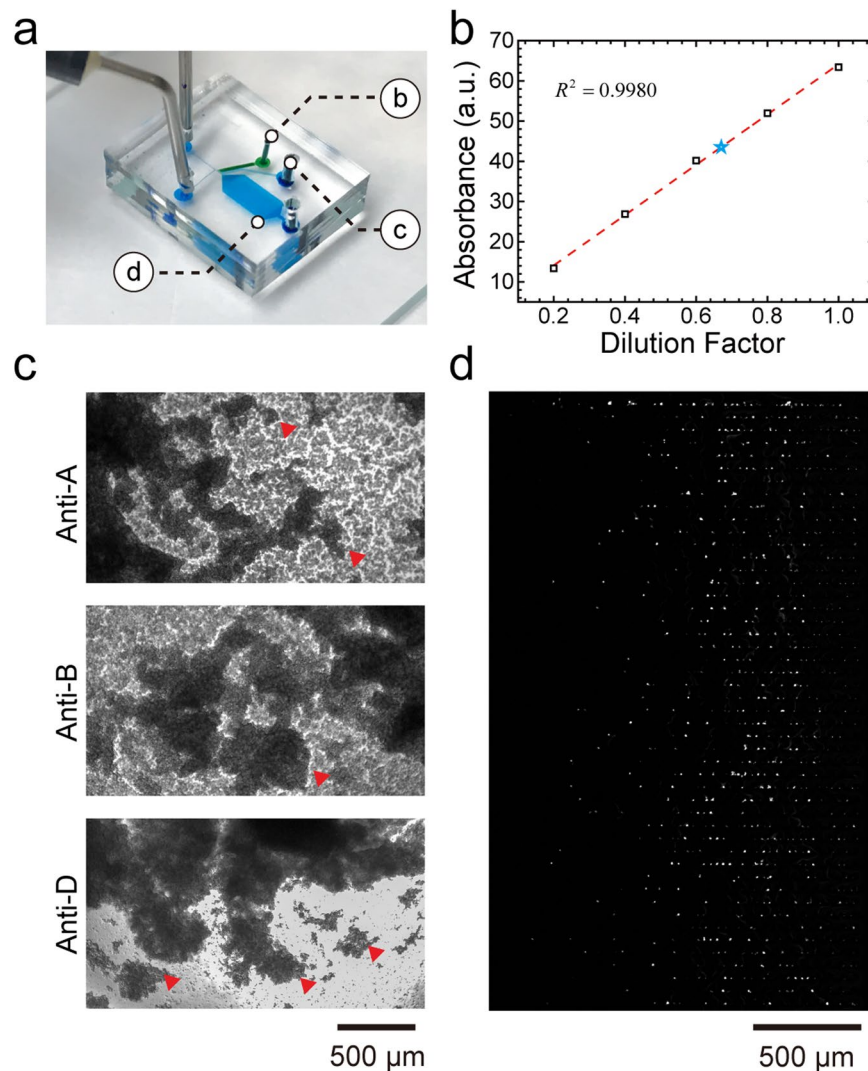 a
b
c
d
b
Absorbance (a.u.)
70
60
50
40
30
20
10
R² = 0.9980
0.2 0.4 0.6 0.8 1.0
Dilution Factor
c
Anti-A
Anti-B
Anti-D
500 µm
d
500 µm